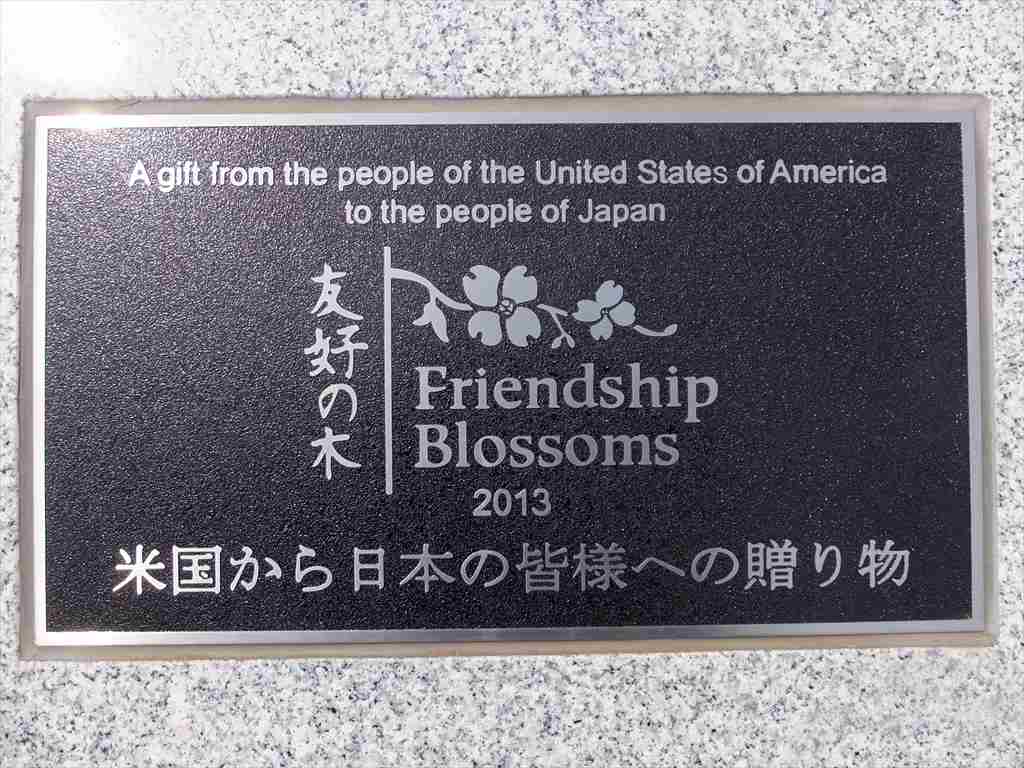 A gift from the people of the United States of America
to the people of Japan
友好の木
Friendship
Blossoms
2013
米国から日本の皆様への贈り物